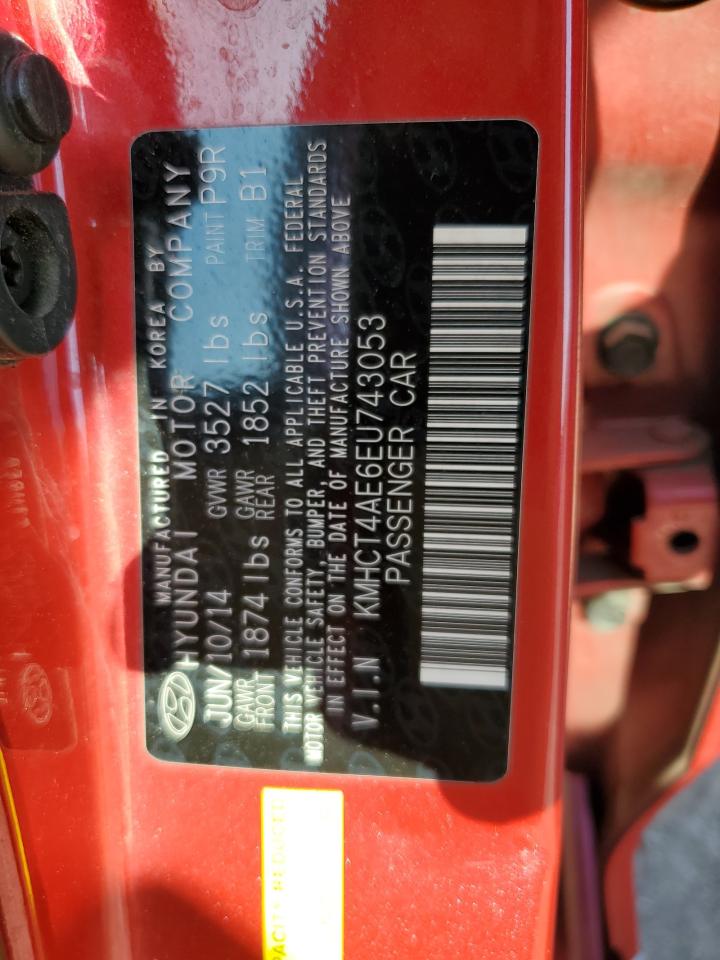 MANUFACTURED IN KOREA BY
HYUNDAI MOTOR COMPANY
JUN/10/14 GVWR 3527 lbs PAINT P9R
GAWR FRONT 1874 lbs GAWR REAR 1852 lbs TRIM B1
THIS VEHICLE CONFORMS TO ALL APPLICABLE U.S.A. FEDERAL
MOTOR VEHICLE SAFETY, BUMPER, AND THEFT PREVENTION STANDARDS
IN EFFECT ON THE DATE OF MANUFACTURE SHOWN ABOVE
V.I.N KMHCT4AE6EU743053
PASSENGER CAR
PACITY REDUCED